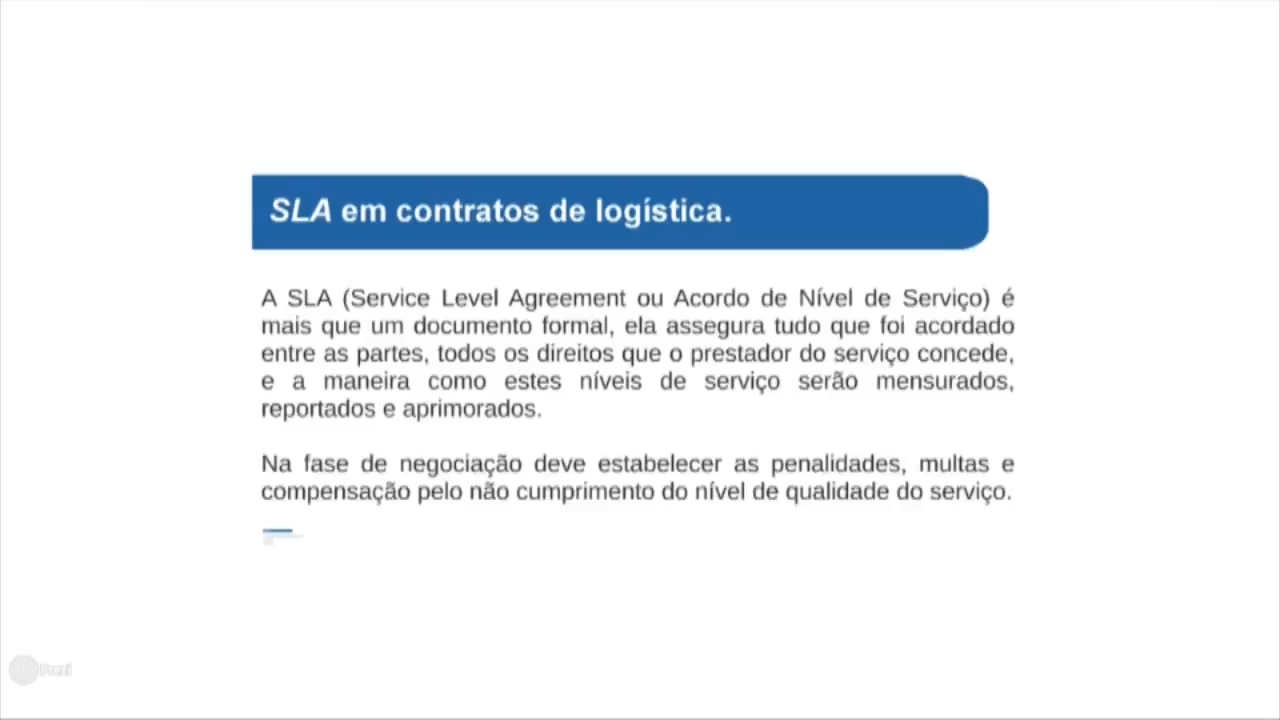 SLA em contratos de logística.
A SLA (Service Level Agreement ou Acordo de Nível de Serviço) é
mais que um documento formal, ela assegura tudo que foi acordado
entre as partes, todos os direitos que o prestador do serviço concede,
e a maneira como estes níveis de serviço serão mensurados,
reportados e aprimorados.
Na fase de negociação deve estabelecer as penalidades, multas e
compensação pelo não cumprimento do nível de qualidade do serviço.